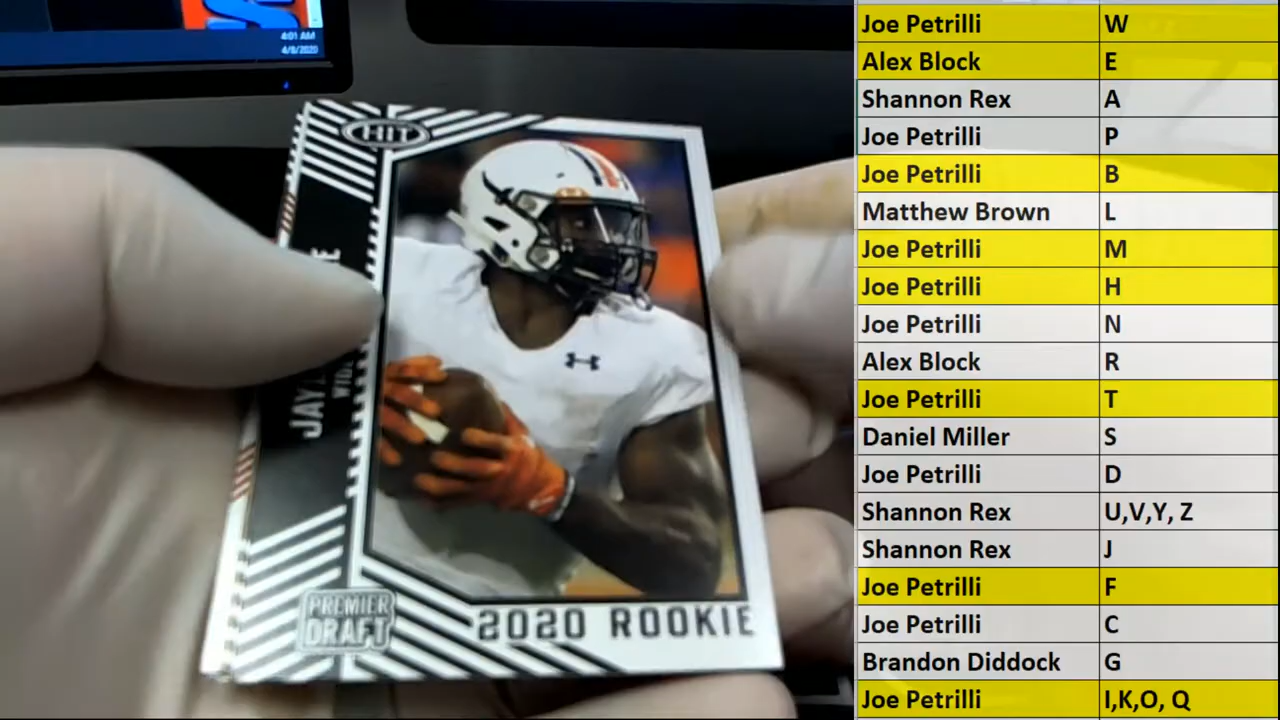 4:01 AM
4/8/2020
HIT
PREMIER
DRAFT
2020 ROOKIE
Joe Petrilli W
Alex Block E
Shannon Rex A
Joe Petrilli P
Joe Petrilli B
Matthew Brown L
Joe Petrilli M
Joe Petrilli H
Joe Petrilli N
Alex Block R
Joe Petrilli T
Daniel Miller S
Joe Petrilli D
Shannon Rex U,V,Y, Z
Shannon Rex J
Joe Petrilli F
Joe Petrilli C
Brandon Diddock G
Joe Petrilli I,K,O, Q